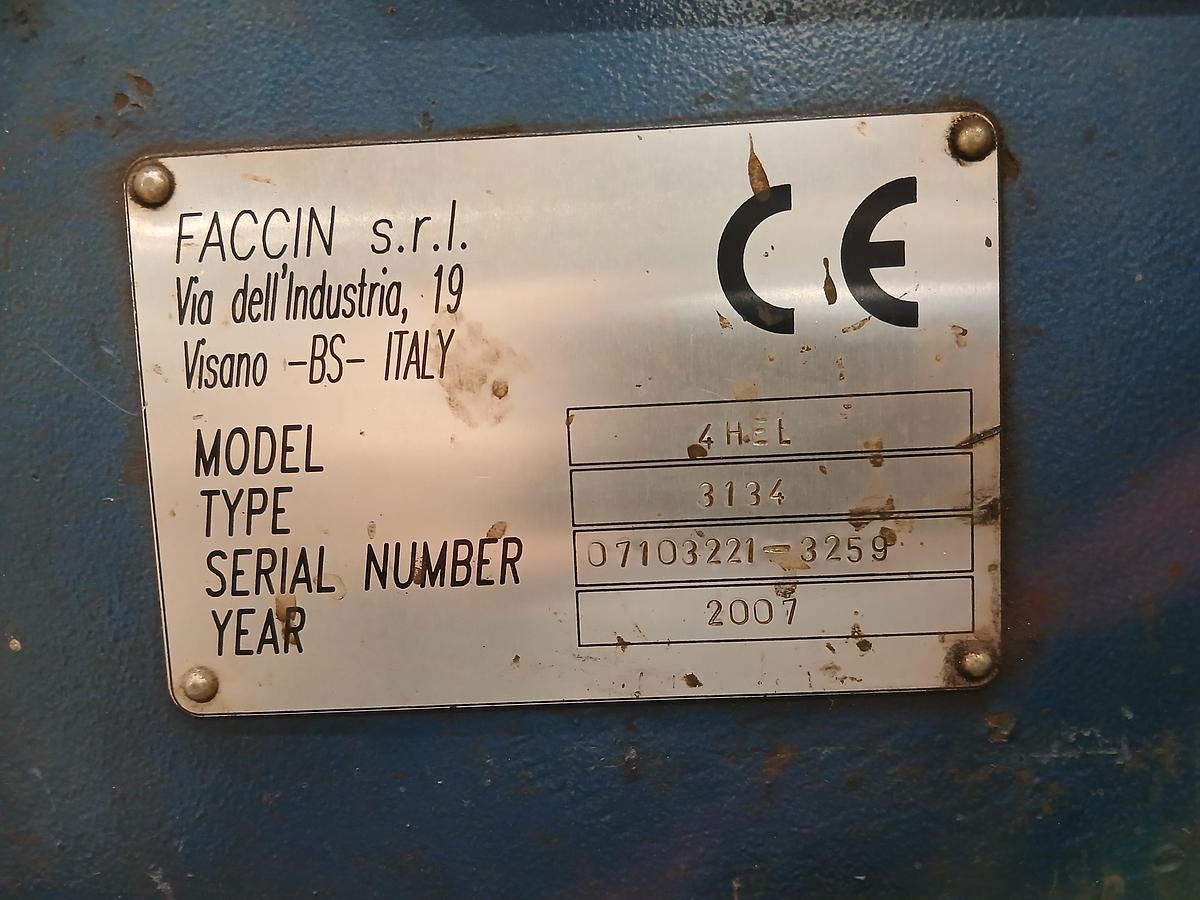 FACCIN s.r.l.
Via dell'Industria, 19
Visano -BS- ITALY
CE
MODEL 4HEL
TYPE 3134
SERIAL NUMBER 07103221-3259
YEAR 2007